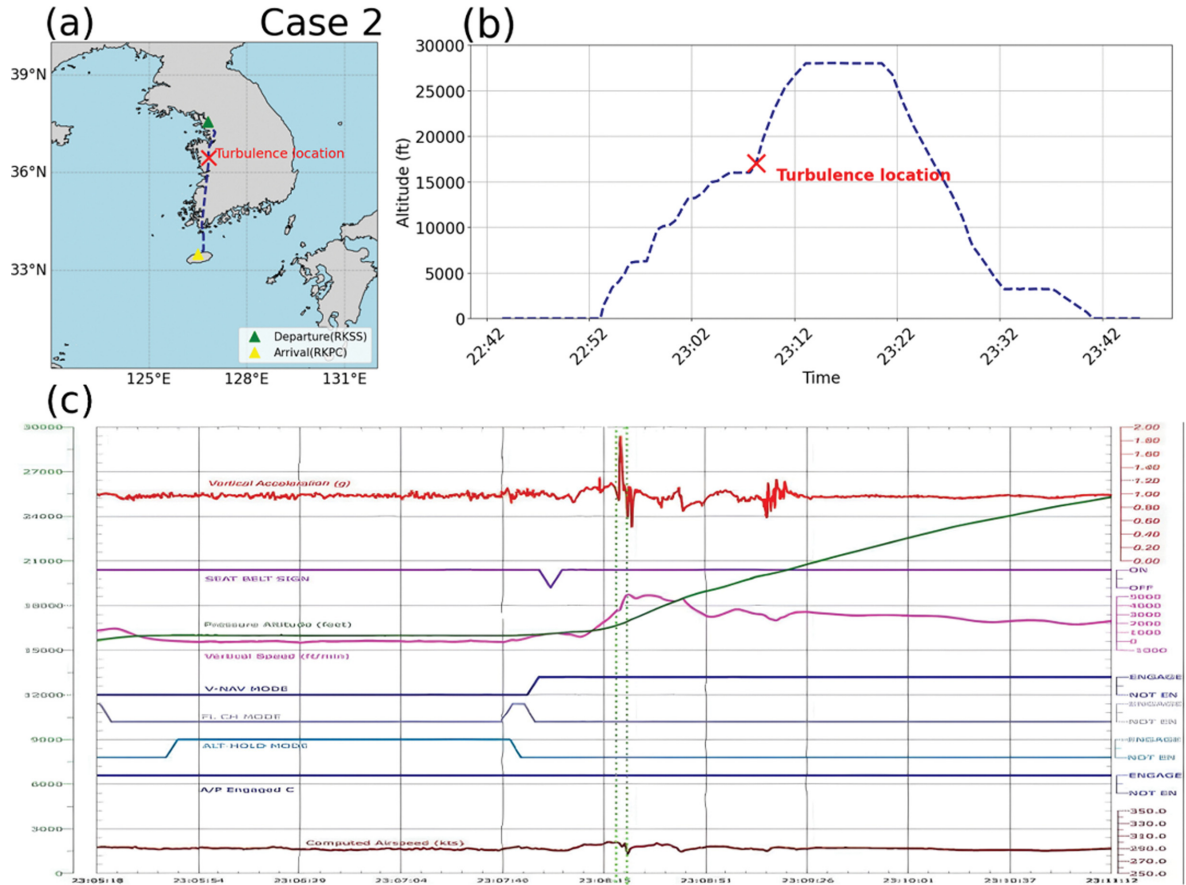 (a)
Case 2
39°N
36°N
33°N
125°E
128°E
131°E
Turbulence location
Departure(RKSS)
Arrival(RKPC)
(b)
30000
25000
20000
15000
10000
5000
0
Altitude (ft)
Turbulence location
22:42
22:52
23:02
23:12
23:22
23:32
23:42
Time
(c)
30000
27000
24000
21000
18000
15000
12000
9000
6000
3000
0
Vertical Acceleration (g)
SEAT BELT SIGN
Pressure Altitude (feet)
Vertical Speed (ft/min)
V-NAV MODE
FL CH MODE
ALT HOLD MODE
A/P Engaged C
Computed Airspeed (kts)
2.00
1.80
1.60
1.40
1.20
1.00
0.80
0.60
0.40
0.20
0.00
ON
OFF
5000
4000
3000
2000
1000
0
-1000
ENGAGE
NOT EN
ENGAGE
NOT EN
ENGAGE
NOT EN
ENGAGE
NOT EN
350.0
330.0
310.0
290.0
270.0
250.0
23:05:18
23:05:54
23:06:29
23:07:04
23:07:40
23:08:51
23:09:26
23:10:01
23:10:37
23:11:12